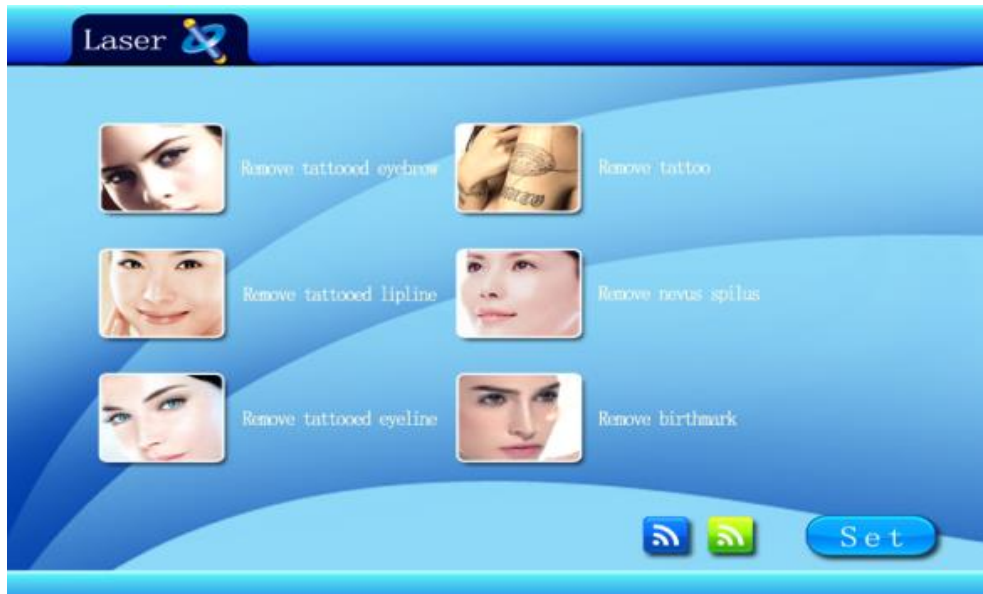 Laser
Remove tattooed eyebrow
Remove tattoo
Remove tattooed lipline
Remove nevus spilus
Remove tattooed eyeline
Remove birthmark
Set